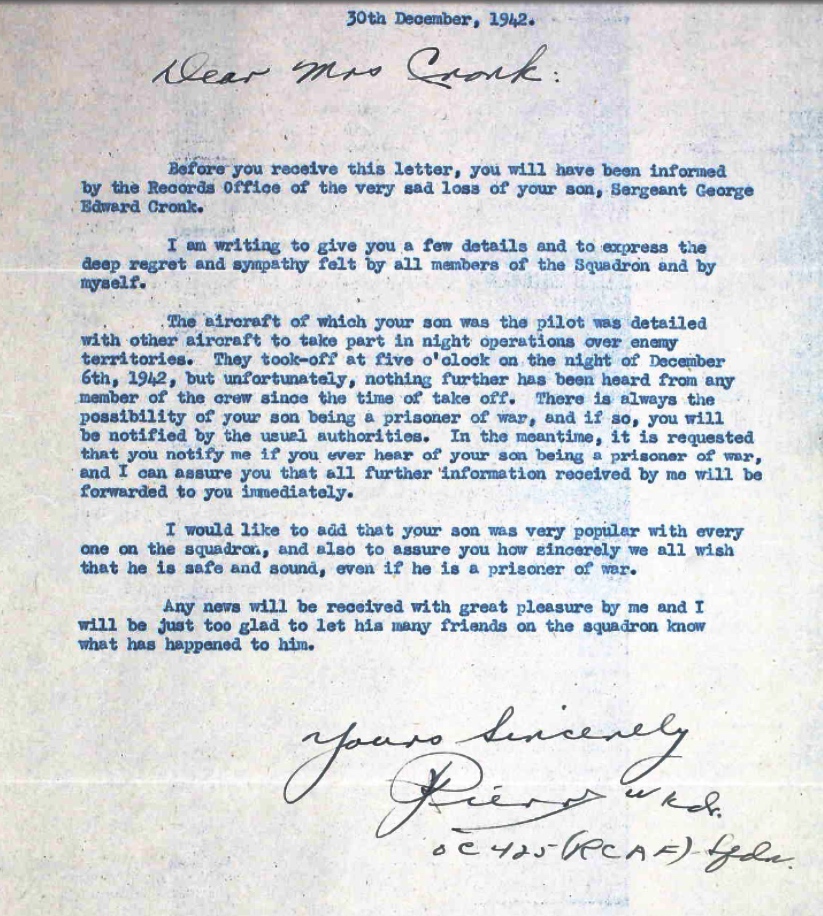 30th December, 1942.
Dear Mrs Cronk:
Before you receive this letter, you will have been informed
by the Records Office of the very sad loss of your son, Sergeant George
Edward Cronk.
I am writing to give you a few details and to express the
deep regret and sympathy felt by all members of the Squadron and by
myself.
The aircraft of which your son was the pilot was detailed
with other aircraft to take part in night operations over enemy
territories. They took-off at five o'clock on the night of December
6th, 1942, but unfortunately, nothing further has been heard from any
member of the crew since the time of take off. There is always the
possibility of your son being a prisoner of war, and if so, you will
be notified by the usual authorities. In the meantime, it is requested
that you notify me if you ever hear of your son being a prisoner of war,
and I can assure you that all further information received by me will be
forwarded to you immediately.
I would like to add that your son was very popular with every
one on the squadron, and also to assure you how sincerely we all wish
that he is safe and sound, even if he is a prisoner of war.
Any news will be received with great pleasure by me and I
will be just too glad to let his many friends on the squadron know
what has happened to him.
Yours Sincerely
OC 425 (RCAF) Sqdn.